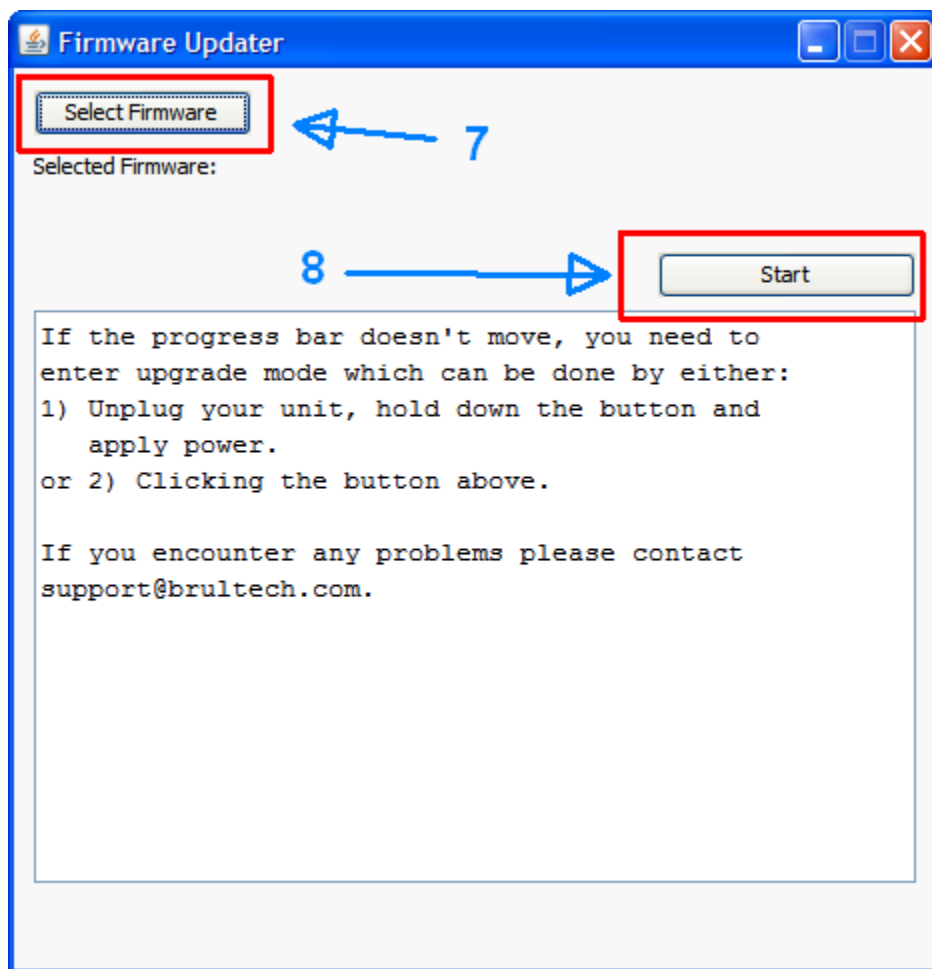 Firmware Updater
Select Firmware
7
Selected Firmware:
8
Start
If the progress bar doesn't move, you need to
enter upgrade mode which can be done by either:
1) Unplug your unit, hold down the button and
apply power.
or 2) Clicking the button above.
If you encounter any problems please contact
support@brultech.com.